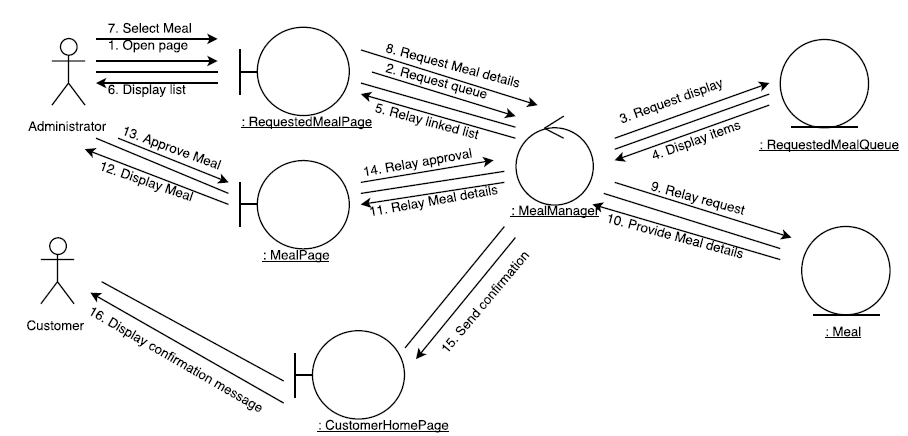 7. Select Meal
1. Open page
6. Display list
Administrator
: RequestedMealPage
8. Request Meal details
2. Request queue
5. Relay linked list
3. Request display
4. Display items
: RequestedMealQueue
13. Approve Meal
12. Display Meal
: MealPage
14. Relay approval
11. Relay Meal details
: MealManager
9. Relay request
10. Provide Meal details
: Meal
Customer
16. Display confirmation message
15. Send confirmation
: CustomerHomePage